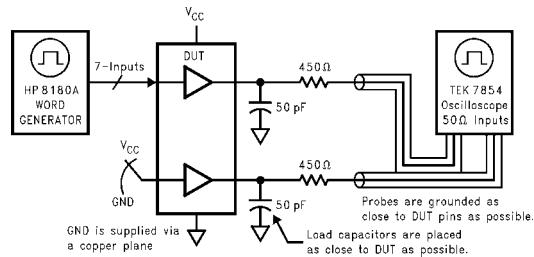 V_CC
DUT
7-Inputs
HP 8180A
WORD
GENERATOR
450Ω
50 pF
TEK 7854
Oscilloscope
50Ω Inputs
V_CC
GND
450Ω
50 pF
GND is supplied via
a copper plane
Probes are grounded as
close to DUT pins as possible.
Load capacitors are placed
as close to DUT as possible.